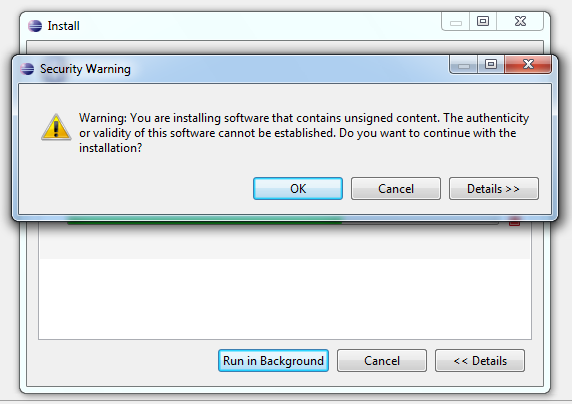 Install
Security Warning
Warning: You are installing software that contains unsigned content. The authenticity
or validity of this software cannot be established. Do you want to continue with the
installation?
OK Cancel Details >>
Run in Background Cancel << Details